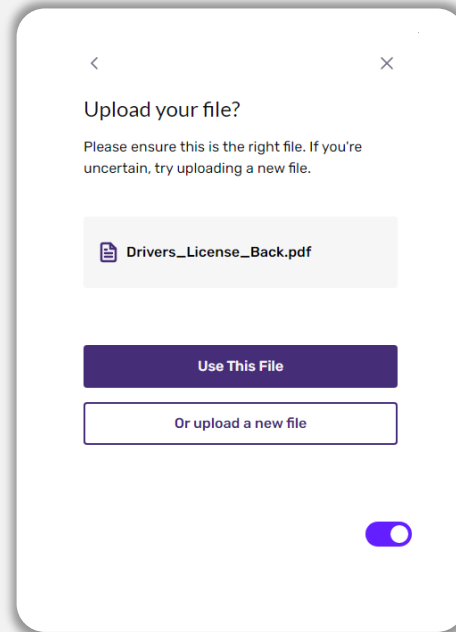 Upload your file?
Please ensure this is the right file. If you're
uncertain, try uploading a new file.
Drivers_License_Back.pdf
Use This File
Or upload a new file